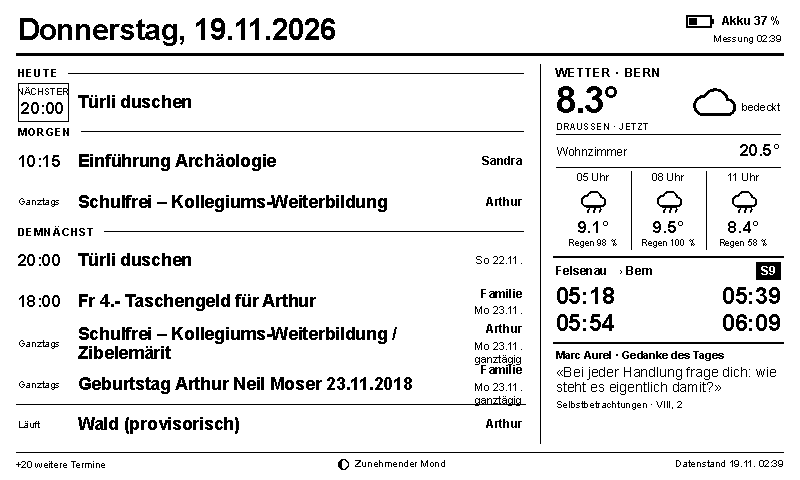 Donnerstag, 19.11.2026
Akku 37 %
Messung 02:39
HEUTE
NÄCHSTER
20:00 Türli duschen
MORGEN
10:15 Einführung Archäologie Sandra
Ganztags Schulfrei – Kollegiums-Weiterbildung Arthur
DEMNÄCHST
20:00 Türli duschen So 22.11.
18:00 Fr 4.- Taschengeld für Arthur Familie
Mo 23.11.
Ganztags Schulfrei – Kollegiums-Weiterbildung /
Zibelemärit
Arthur
Mo 23.11.
ganztägig
Ganztags Geburtstag Arthur Neil Moser 23.11.2018 Familie
Mo 23.11.
ganztägig
Läuft Wald (provisorisch) Arthur
WETTER · BERN
8.3°
bedeckt
DRAUSSEN · JETZT
Wohnzimmer 20.5°
05 Uhr 08 Uhr 11 Uhr
9.1° 9.5° 8.4°
Regen 98 % Regen 100 % Regen 58 %
Felsenau › Bern S9
05:18 05:39
05:54 06:09
Marc Aurel · Gedanke des Tages
«Bei jeder Handlung frage dich: wie
steht es eigentlich damit?»
Selbstbetrachtungen · VIII, 2
+20 weitere Termine
Zunehmender Mond
Datenstand 19.11. 02:39